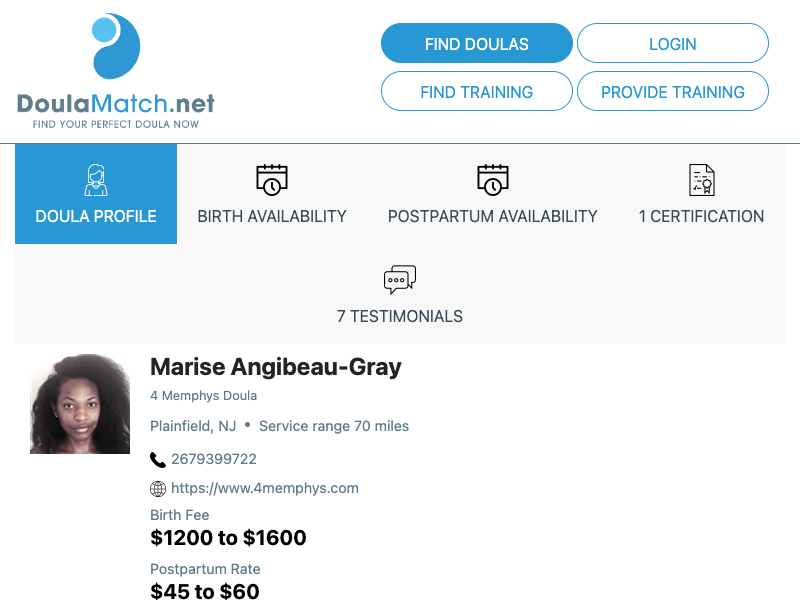 DoulaMatch.net
FIND YOUR PERFECT DOULA NOW
FIND DOULAS
LOGIN
FIND TRAINING
PROVIDE TRAINING
DOULA PROFILE
BIRTH AVAILABILITY
POSTPARTUM AVAILABILITY
1 CERTIFICATION
7 TESTIMONIALS
Marise Angibeau-Gray
4 Memphys Doula
Plainfield, NJ • Service range 70 miles
2679399722
https://www.4memphys.com
Birth Fee
$1200 to $1600
Postpartum Rate
$45 to $60